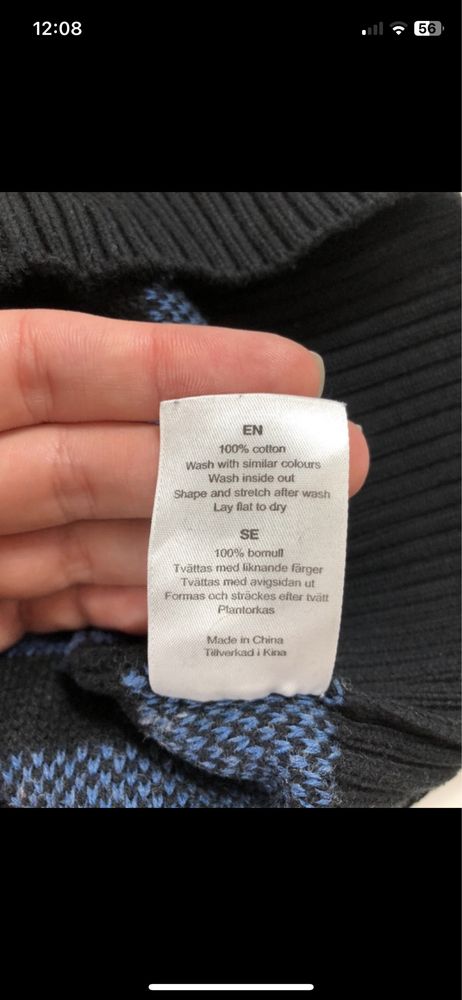 12:08
56
EN
100% cotton
Wash with similar colours
Wash inside out
Shape and stretch after wash
Lay flat to dry
SE
100% bomull
Tvättas med liknande färger
Tvättas med avigsidan ut
Formas och sträckes efter tvätt
Plantorkas
Made in China
Tillverkad i Kina